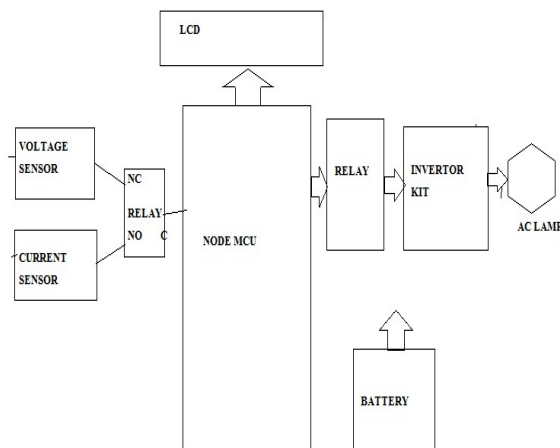 LCD
VOLTAGE
SENSOR
NC
RELAY
NO C
CURRENT
SENSOR
NODE MCU
RELAY
INVERTOR
KIT
AC LAMP
BATTERY